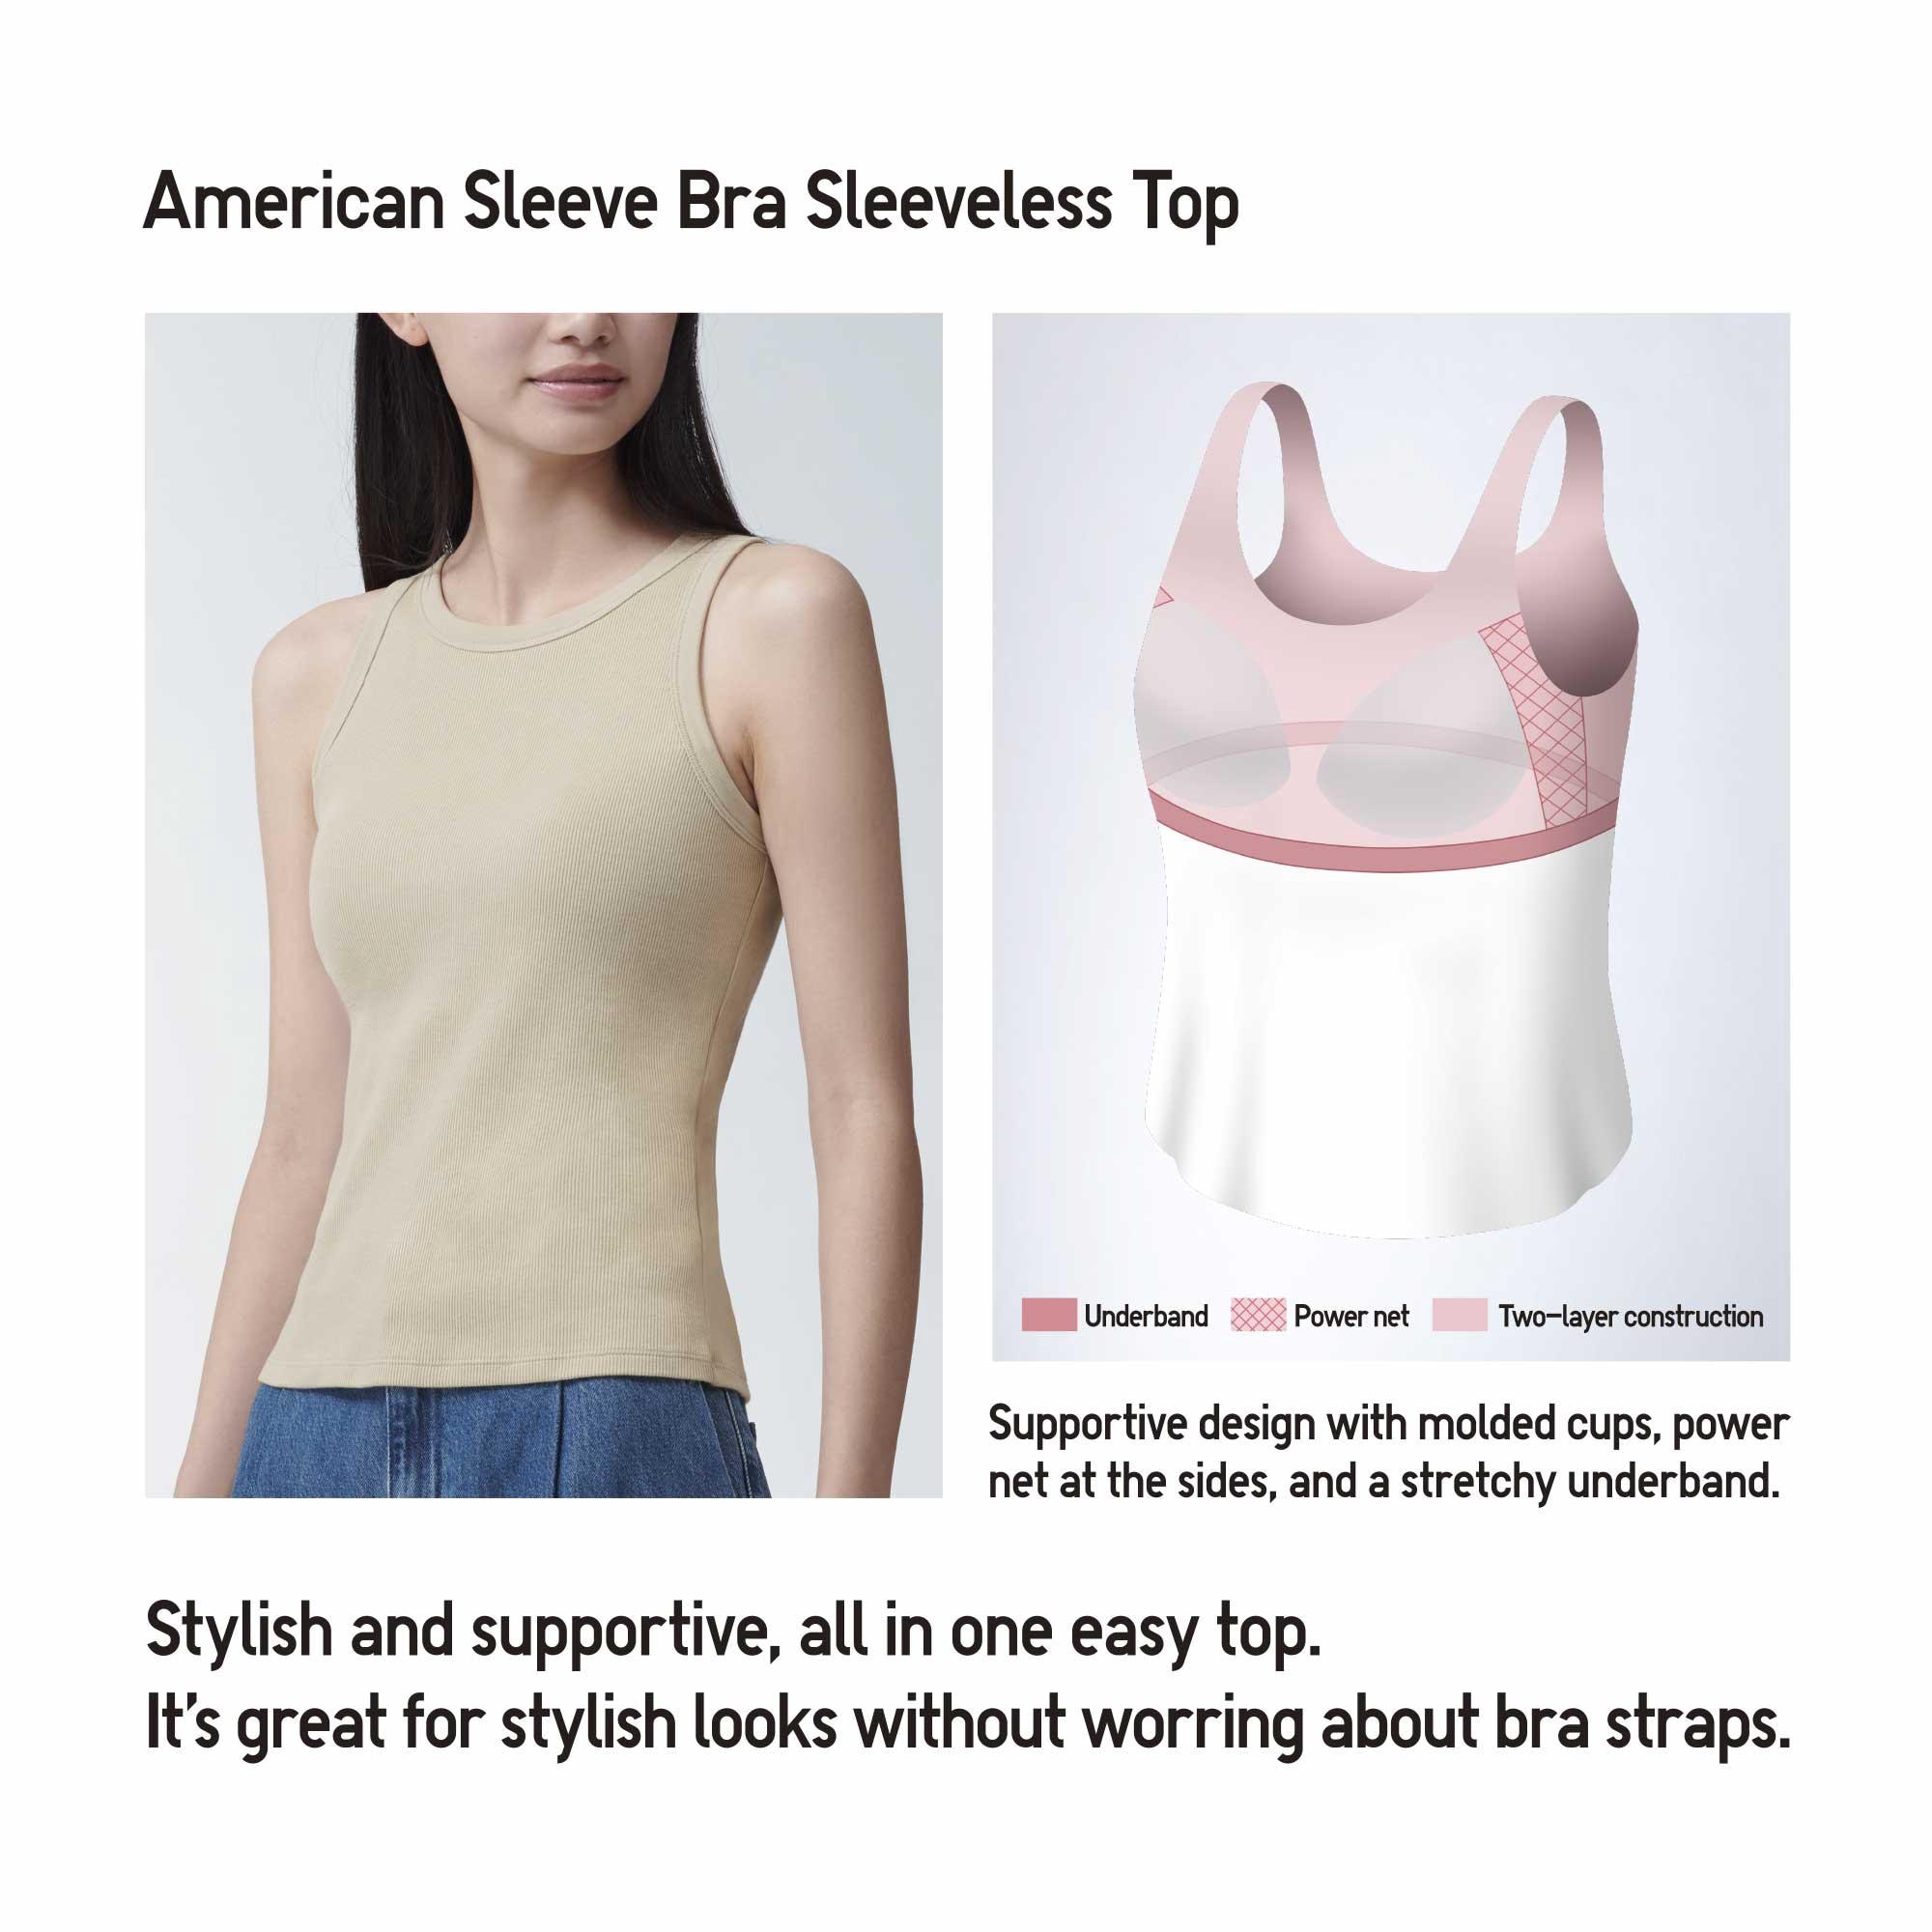 American Sleeve Bra Sleeveless Top
Underband Power net Two-layer construction
Supportive design with molded cups, power
net at the sides, and a stretchy underband.
Stylish and supportive, all in one easy top.
It's great for stylish looks without worring about bra straps.